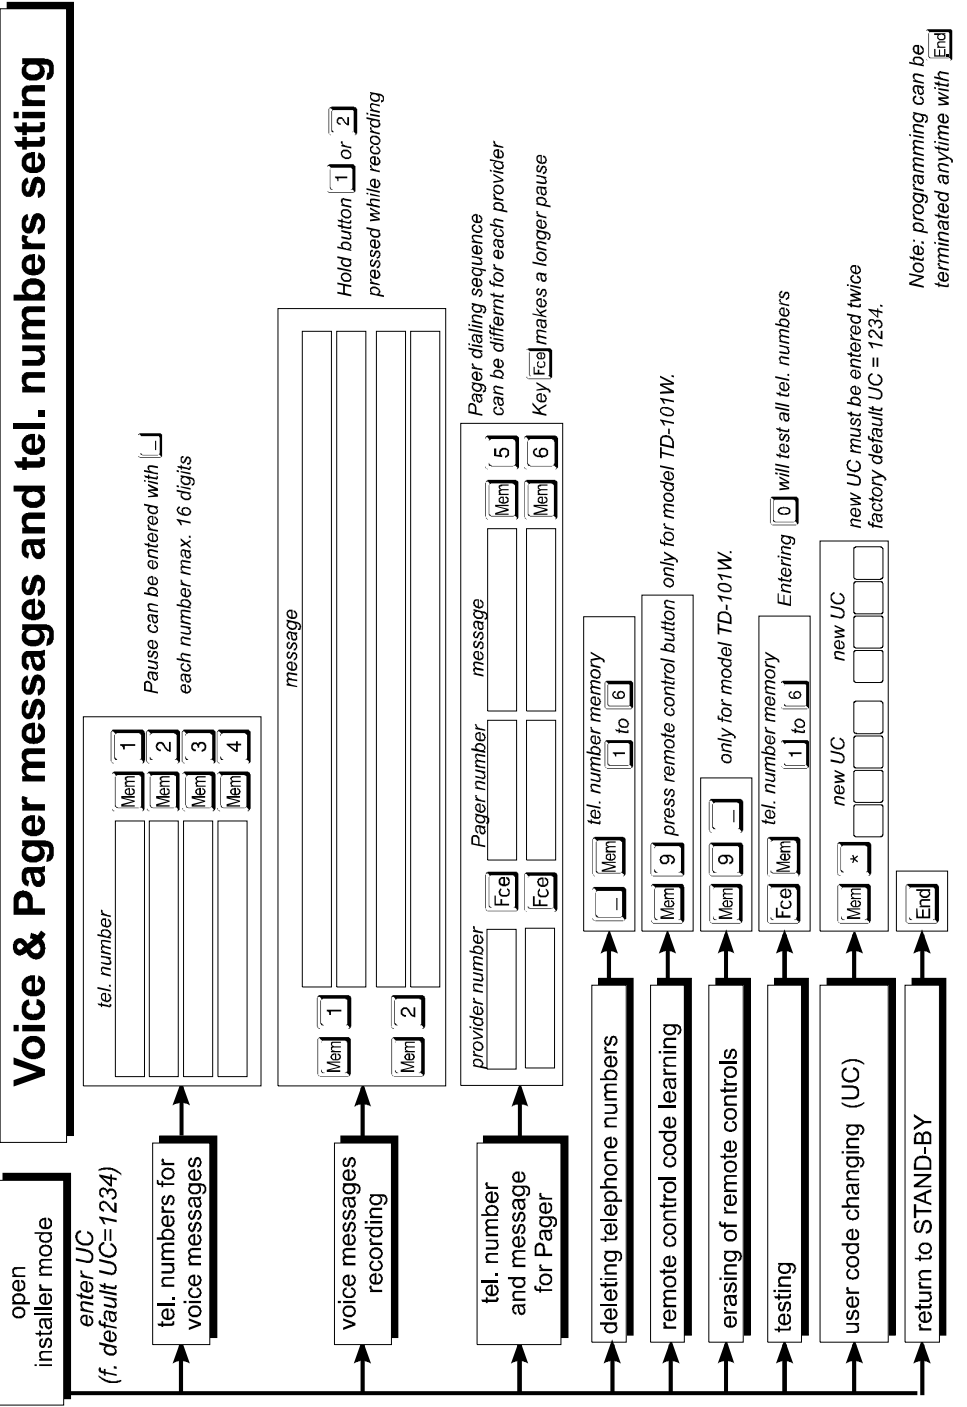 Voice & Pager messages and tel. numbers setting
open
installer mode
enter UC
(f. default UC=1234)
tel. numbers for
voice messages
tel. number
Mem 1
Mem 2
Mem 3
Mem 4
Pause can be entered with _
each number max. 16 digits
voice messages
recording
message
Mem 1
Mem 2
Hold button 1 or 2
pressed while recording
tel. number
and message
for Pager
provider number Pager number message
Fce Mem 5
Fce Mem 6
Pager dialing sequence
can be differnt for each provider
Key Fce makes a longer pause
deleting telephone numbers
tel. number memory
_ Mem 1 to 6
remote control code learning
Mem 9 press remote control button only for model TD-101W.
erasing of remote controls
Mem 9 _ only for model TD-101W.
testing
tel. number memory
Fce Mem 1 to 6
Entering 0 will test all tel. numbers
user code changing (UC)
new UC new UC
Mem *
new UC must be entered twice
factory default UC = 1234.
return to STAND-BY
End
Note: programming can be
terminated anytime with End